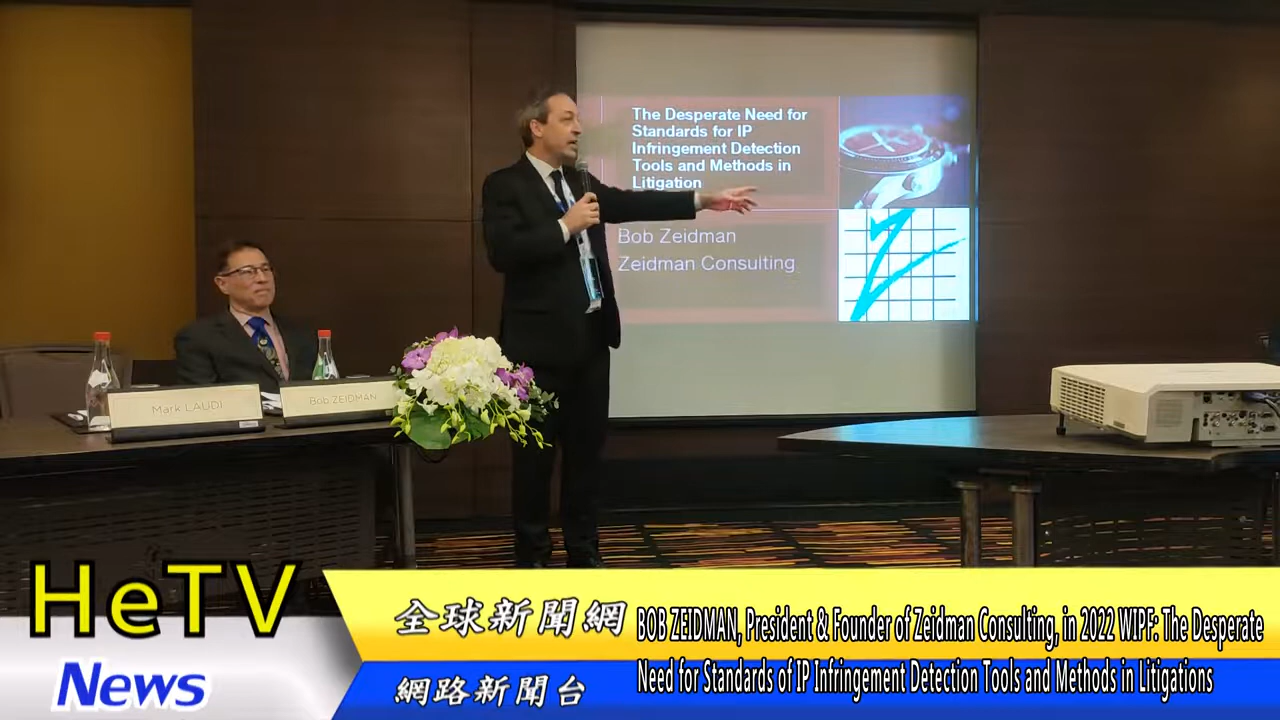 The Desperate Need for
Standards for IP
Infringement Detection
Tools and Methods in
Litigation
Bob Zeidman
Zeidman Consulting
Mark LAUDI
Bob ZEIDMAN
HeTV
News
全球新聞網
網路新聞台
BOB ZEIDMAN, President & Founder of Zeidman Consulting, in 2022 WIPF: The Desperate
Need for Standards of IP Infringement Detection Tools and Methods in Litigations